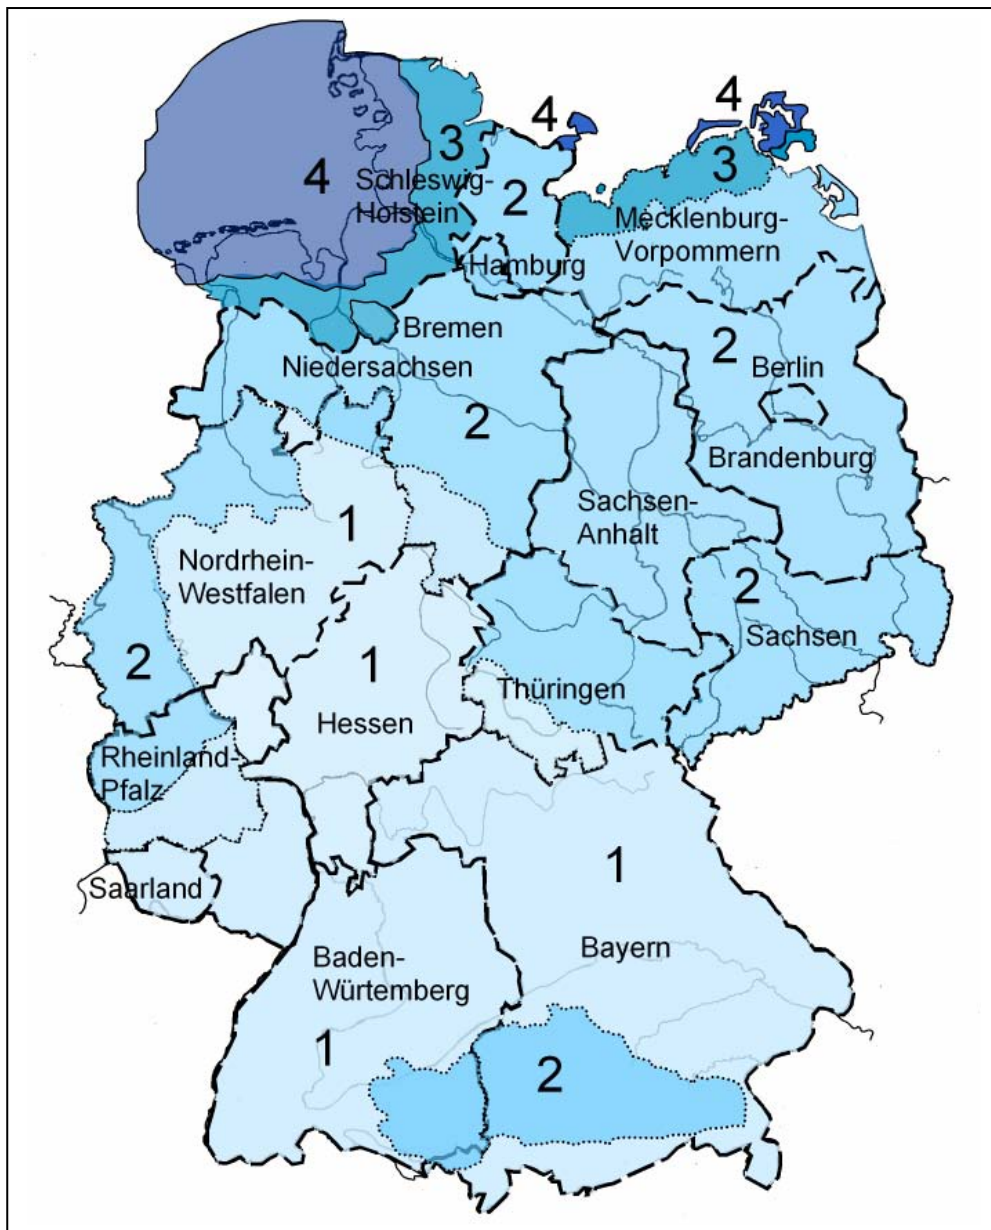 4
4
4
3
3
Schleswig-
Holstein
2
Mecklenburg-
Vorpommern
Hamburg
Bremen
Niedersachsen
2
Berlin
2
Brandenburg
Sachsen-
Anhalt
1
Nordrhein-
Westfalen
2
Sachsen
2
1
Hessen
Thüringen
Rheinland-
Pfalz
Saarland
1
Bayern
Baden-
Würtemberg
1
2